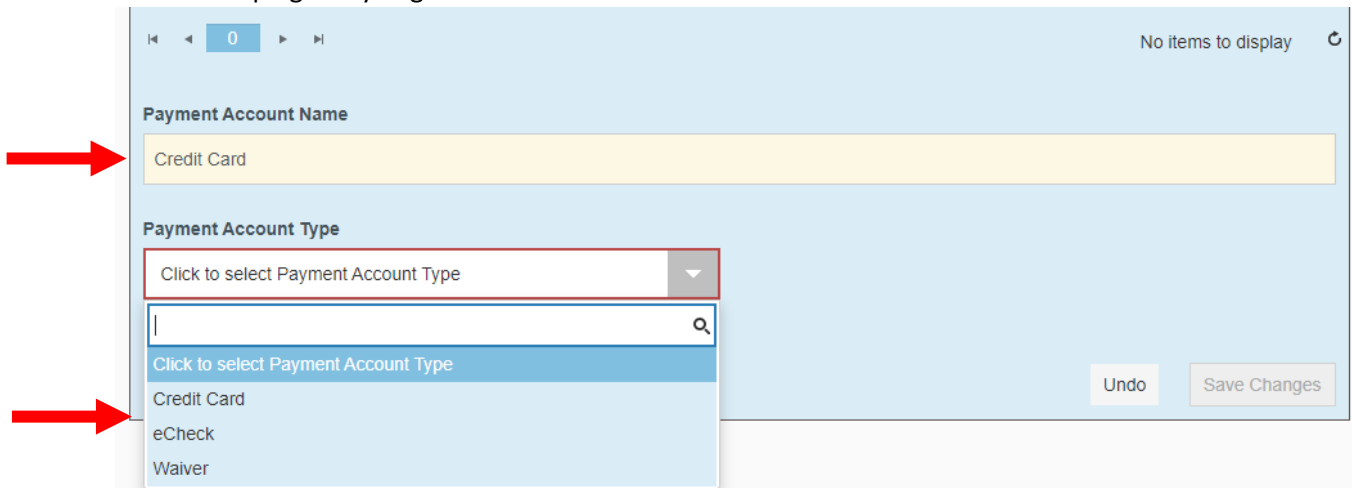 0
No items to display
Payment Account Name
Credit Card
Payment Account Type
Click to select Payment Account Type
Click to select Payment Account Type
Credit Card
eCheck
Waiver
Undo Save Changes